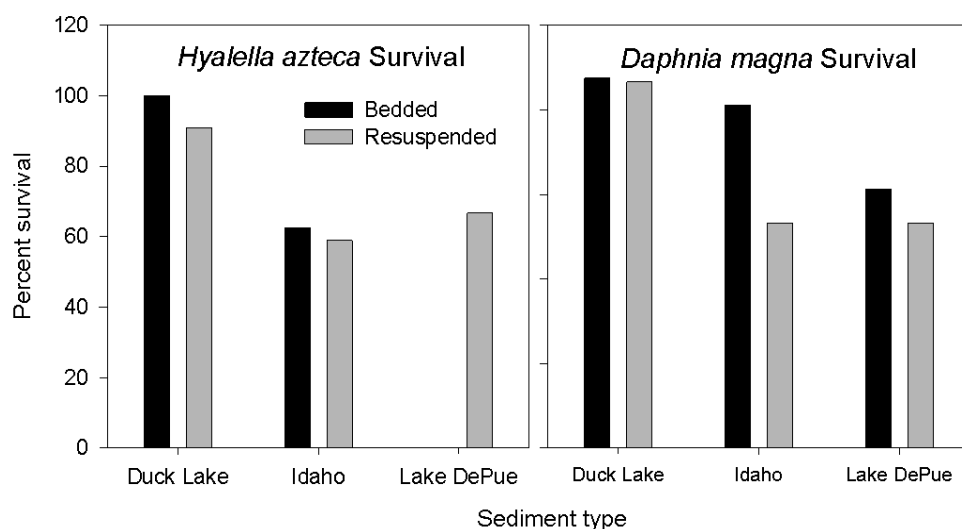 120
100
80
60
40
20
0
Percent survival
Hyalella azteca Survival
Bedded
Resuspended
Duck Lake Idaho Lake DePue
Daphnia magna Survival
Duck Lake Idaho Lake DePue
Sediment type